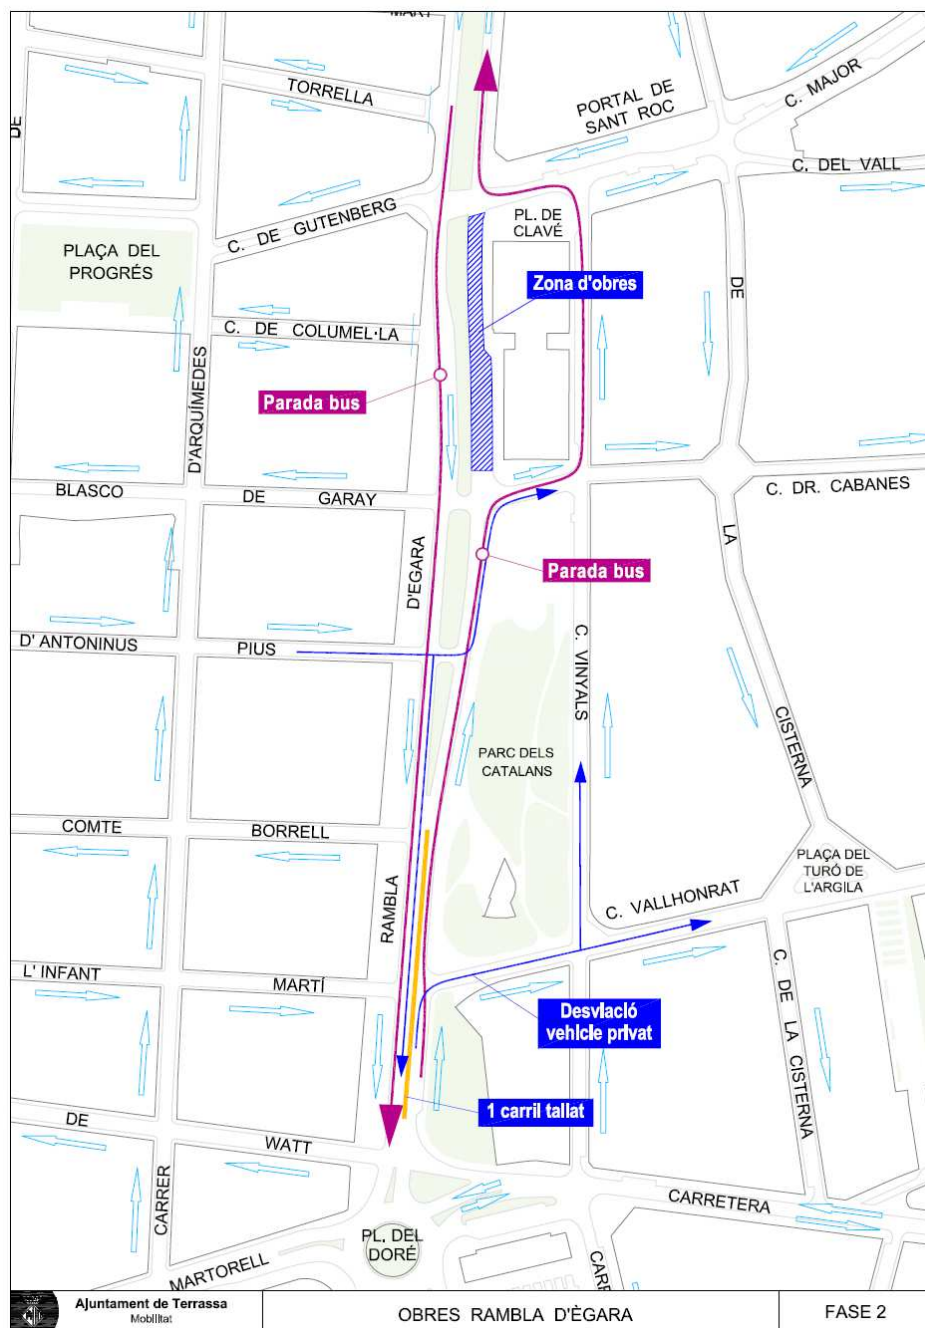 MART
TORRELLA
C. MAJOR
PORTAL DE
SANT ROC
DE
C. DEL VALL
C. DE GUTENBERG
PL. DE
CLAVÉ
PLAÇA DEL
PROGRÉS
Zona d'obres
DE
C. DE COLUMEL·LA
D'ARQUÍMEDES
Parada bus
BLASCO
DE
GARAY
C. DR. CABANES
LA
D'EGARA
Parada bus
D' ANTONINUS
PIUS
C. VINYALS
CISTERNA
PARC DELS
CATALANS
COMTE
BORRELL
PLAÇA DEL
TURÓ DE
L'ARGILA
C. VALLHONRAT
RAMBLA
L' INFANT
MARTÍ
C. DE LA CISTERNA
Desviació
vehicle privat
1 carril tallat
DE
WATT
CARRER
CARRETERA
PL. DEL
DORÉ
MARTORELL
CARR
Ajuntament de Terrassa
Mobilitat
OBRES RAMBLA D'ÈGARA
FASE 2